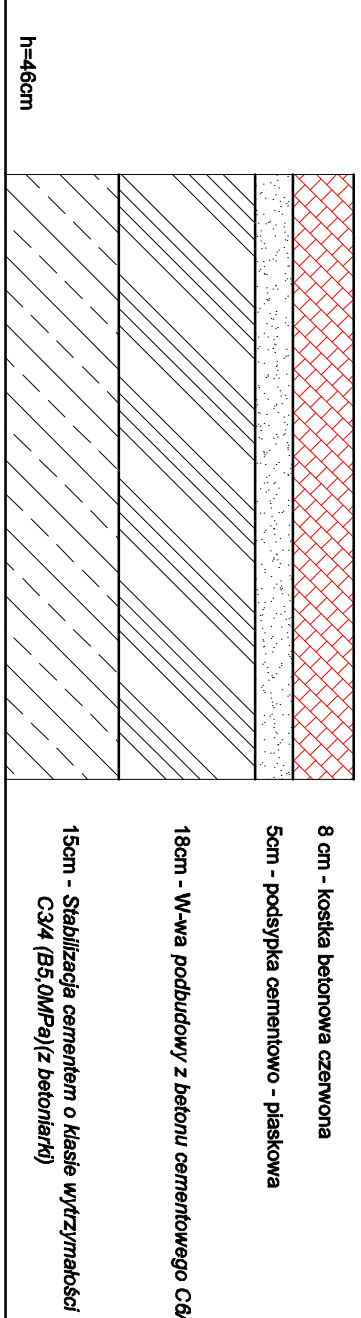 8 cm - kostka betonowa czerwona
5cm - podsypka cementowo - piaskowa
18cm - W-wa podbudowy z betonu cementowego C6/
15cm - Stabilizacja cementem o klasie wytrzymałości
C3/4 (B5,0MPa)(z betoniarki)
h=46cm